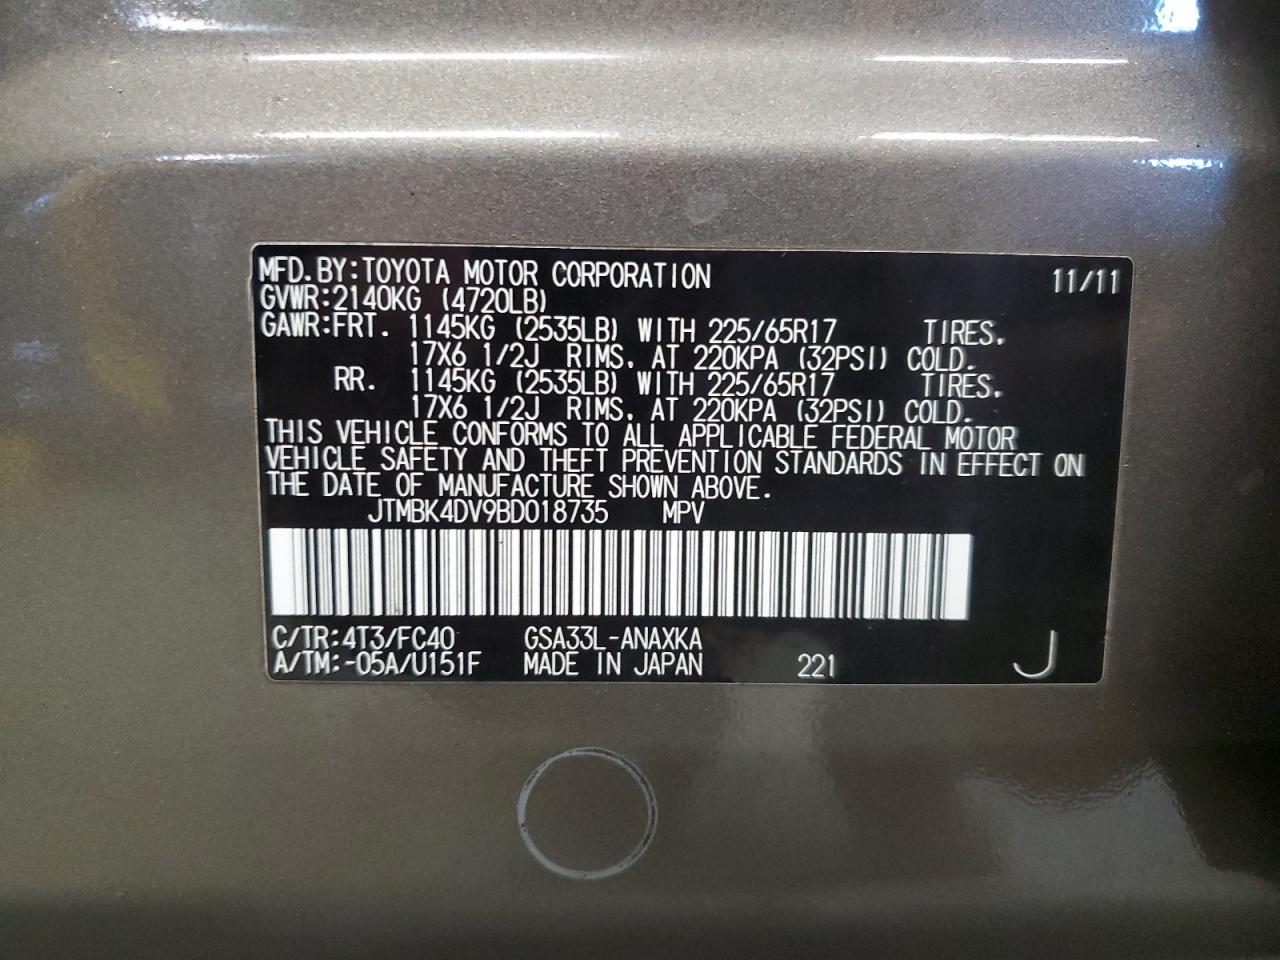 MFD.BY:TOYOTA MOTOR CORPORATION 11/11
GVWR:2140KG (4720LB)
GAWR:FRT. 1145KG (2535LB) WITH 225/65R17 TIRES.
17X6 1/2J RIMS, AT 220KPA (32PSI) COLD.
RR. 1145KG (2535LB) WITH 225/65R17 TIRES.
17X6 1/2J RIMS, AT 220KPA (32PSI) COLD.
THIS VEHICLE CONFORMS TO ALL APPLICABLE FEDERAL MOTOR
VEHICLE SAFETY AND THEFT PREVENTION STANDARDS IN EFFECT ON
THE DATE OF MANUFACTURE SHOWN ABOVE.
JTMBK4DV9BD018735 MPV
C/TR:4T3/FC40 GSA33L-ANAXKA
A/TM:-05A/U151F MADE IN JAPAN 221 J